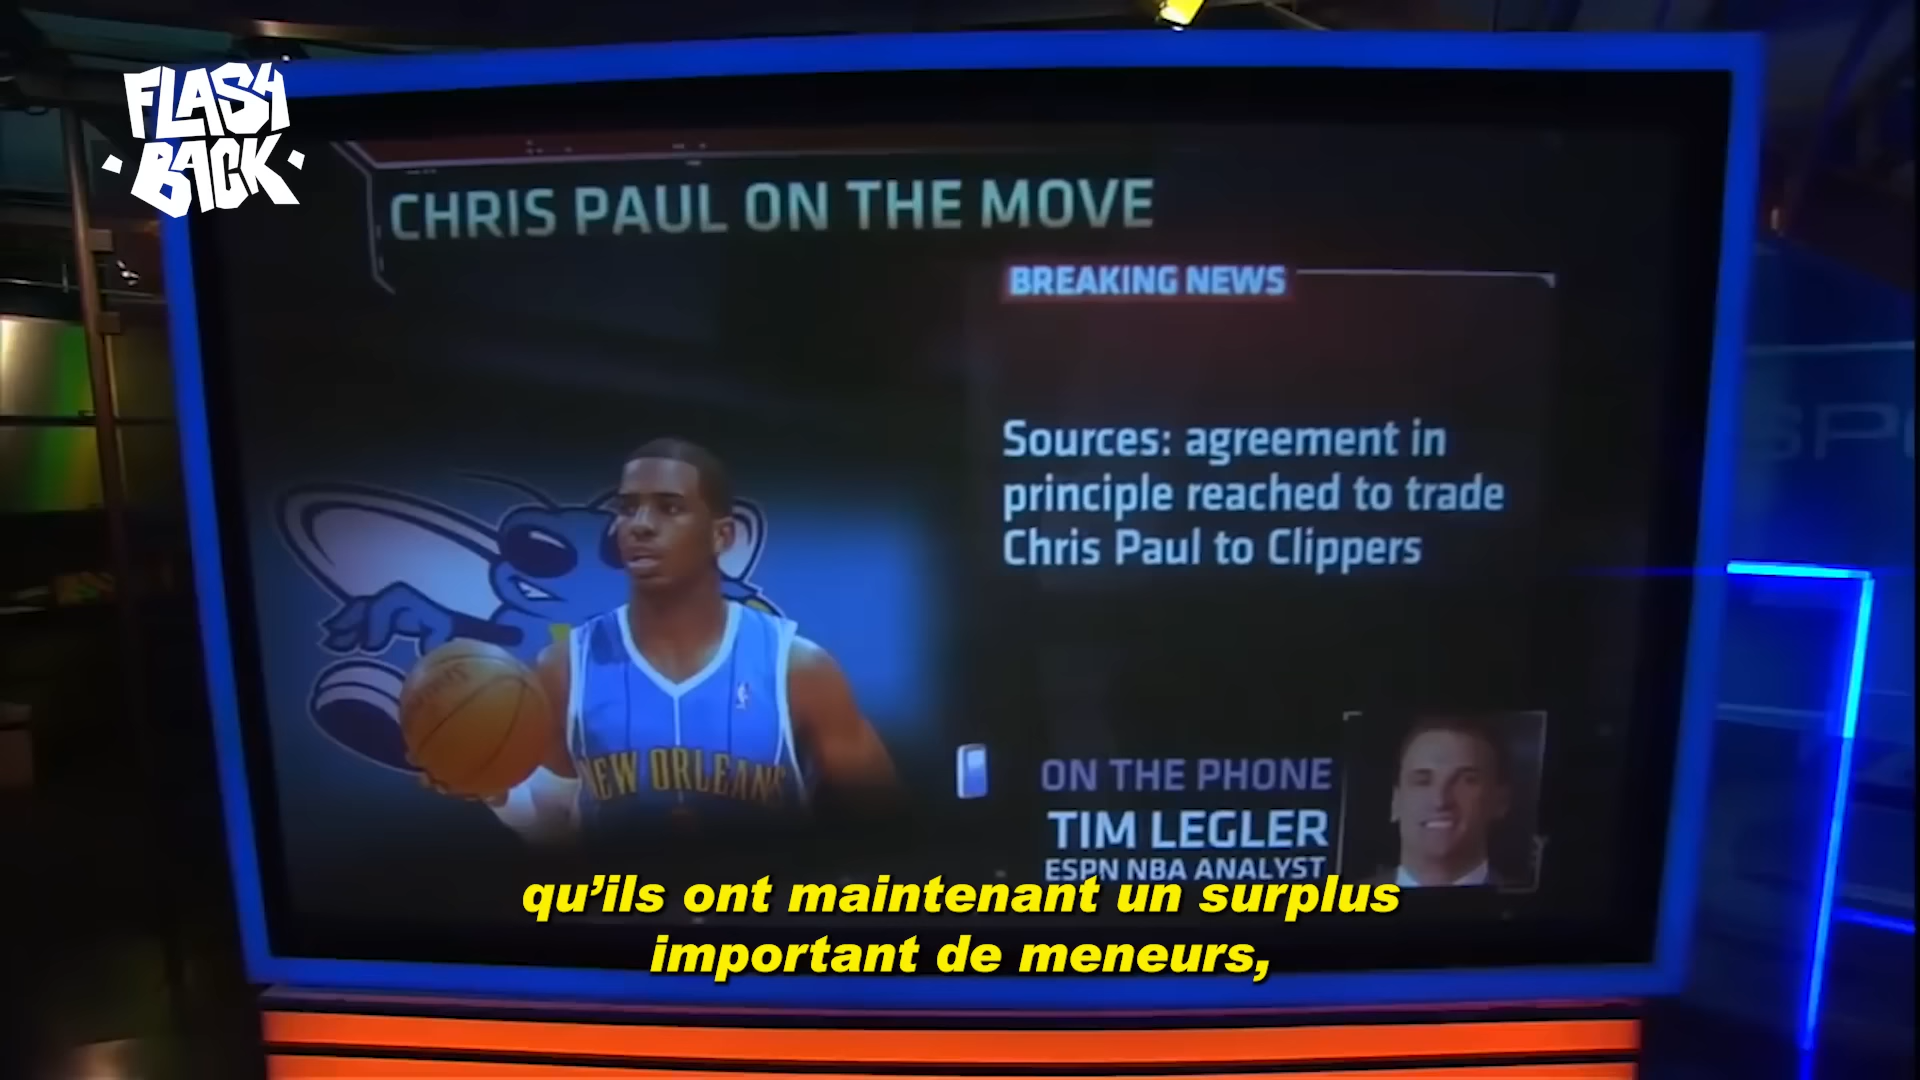 FLASH
BACK
CHRIS PAUL ON THE MOVE
BREAKING NEWS
Sources: agreement in
principle reached to trade
Chris Paul to Clippers
NEW ORLEANS
ON THE PHONE
TIM LEGLER
ESPN NBA ANALYST
qu’ils ont maintenant un surplus
important de meneurs,